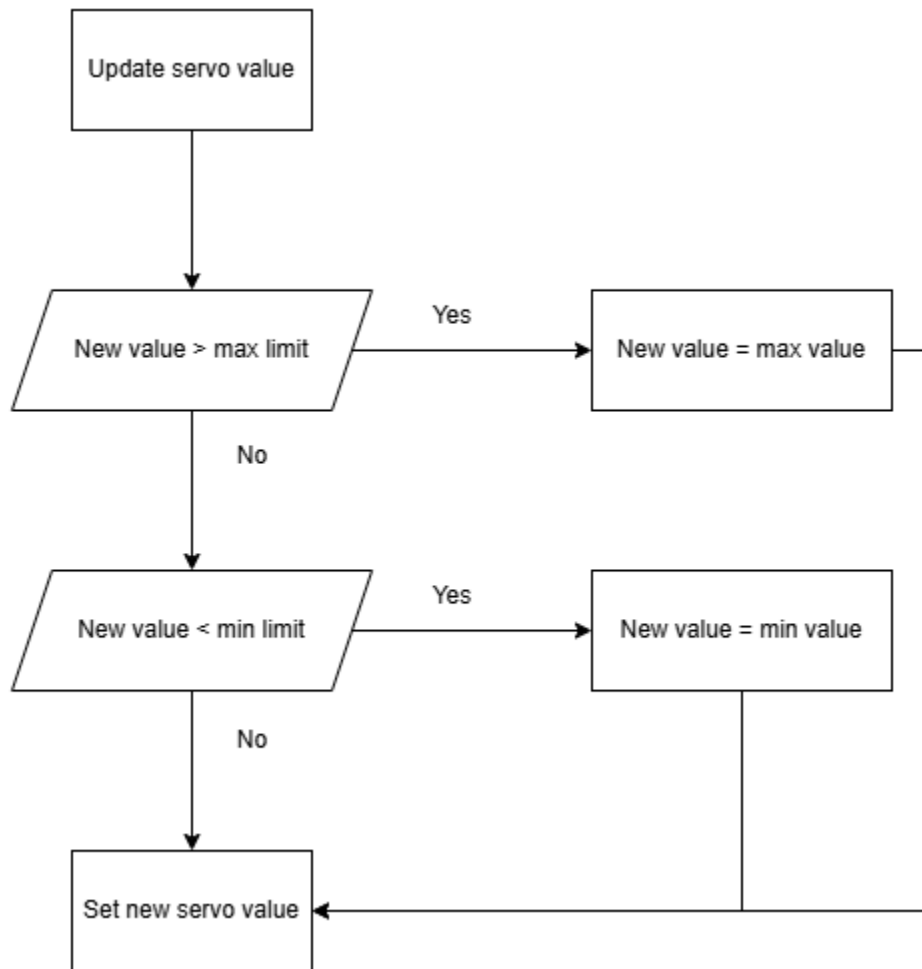 Update servo value
New value > max limit
Yes
New value = max value
No
New value < min limit
Yes
New value = min value
No
Set new servo value